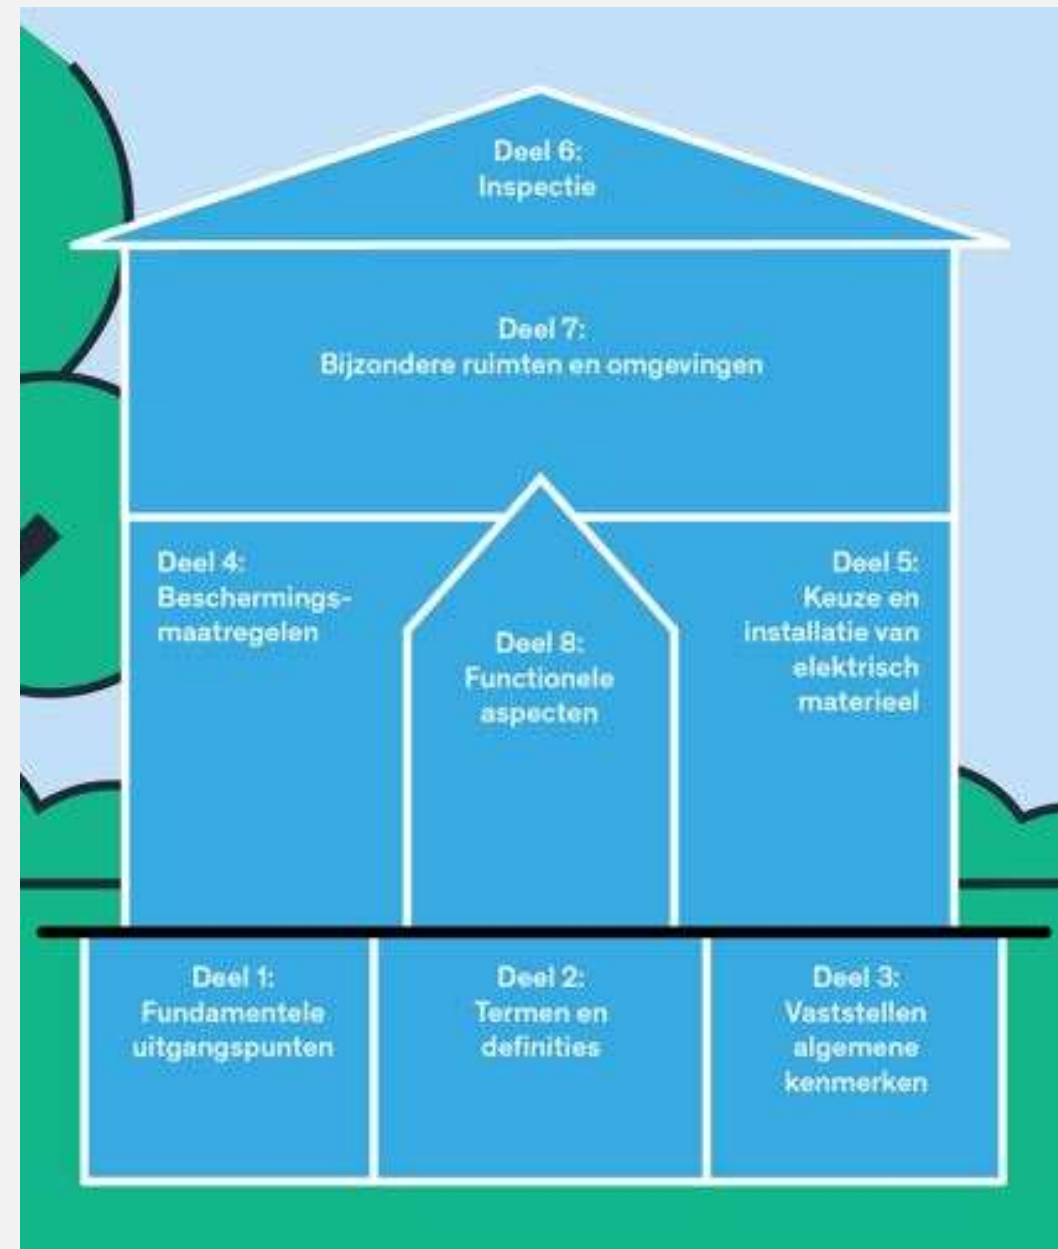 Deel 6:
Inspectie
Deel 7:
Bijzondere ruimten en omgevingen
Deel 4:
Beschermings-
maatregelen
Deel 8:
Functionele
aspecten
Deel 5:
Keuze en
installatie van
elektrisch
materieel
Deel 1:
Fundamentele
uitgangspunten
Deel 2:
Termen en
definities
Deel 3:
Vaststellen
algemene
kenmerken